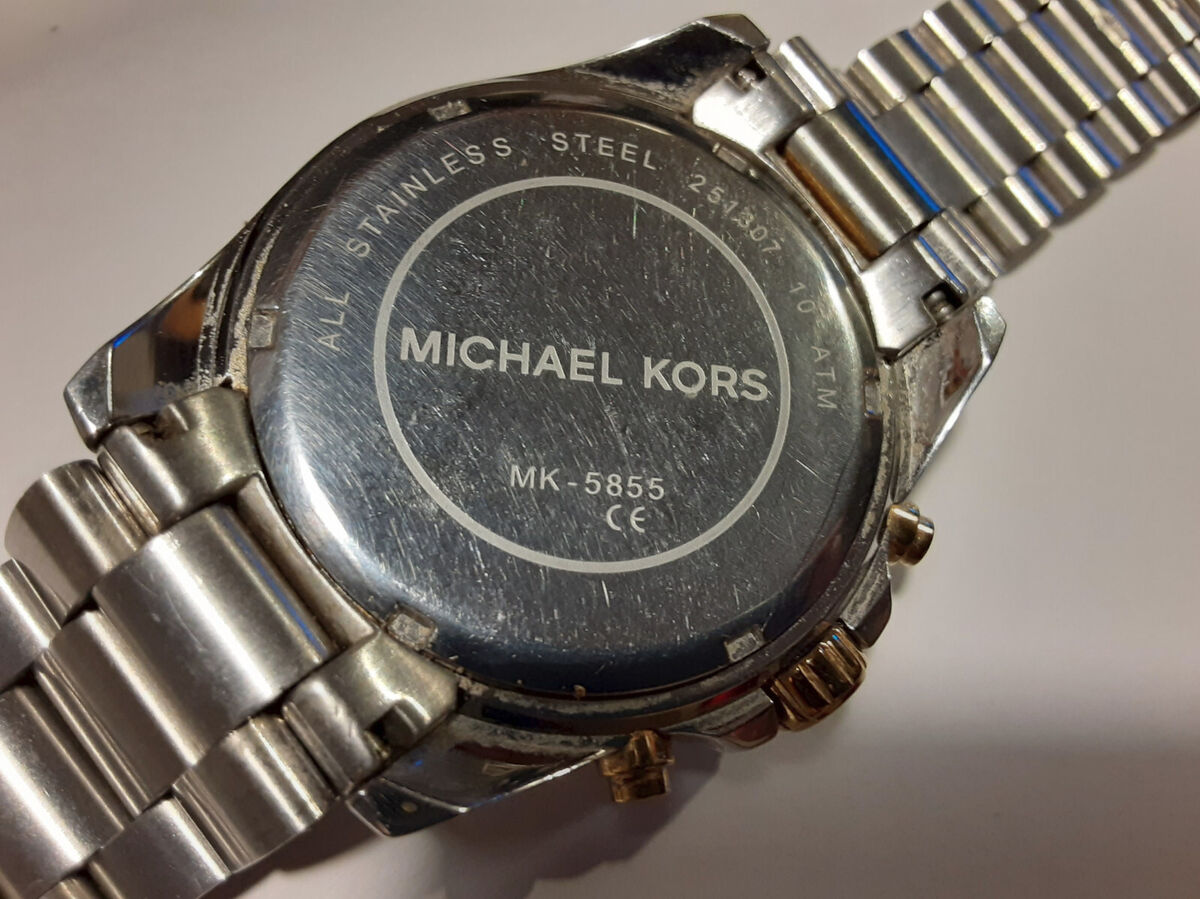 ALL STAINLESS STEEL 251307 10 ATM
MICHAEL KORS
MK-5855
CE